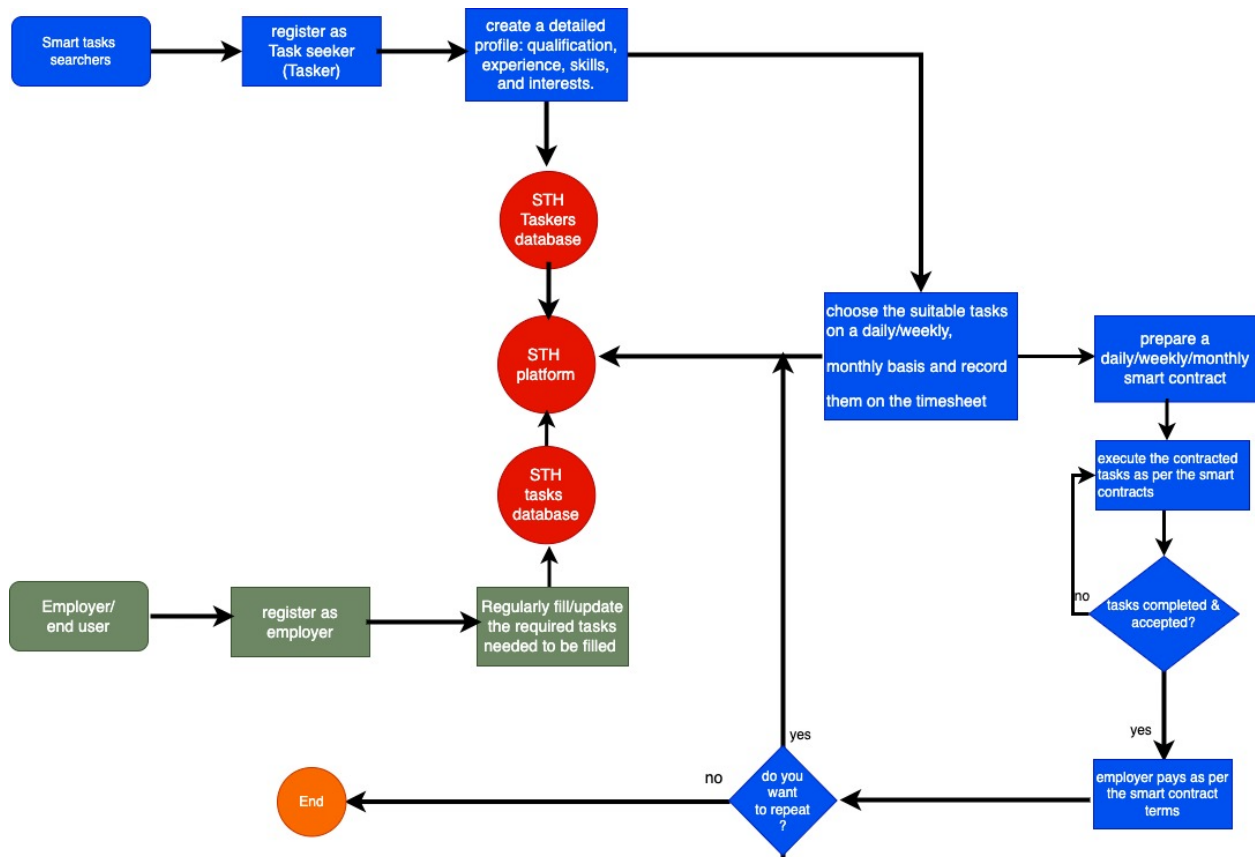 Smart tasks
searchers
register as
Task seeker
(Tasker)
create a detailed
profile: qualification,
experience, skills,
and interests.
STH
Taskers
database
STH
platform
STH
tasks
database
choose the suitable tasks
on a daily/weekly,
monthly basis and record
them on the timesheet
prepare a
daily/weekly/monthly
smart contract
execute the contracted
tasks as per the smart
contracts
no
tasks completed &
accepted?
yes
employer pays as per
the smart contract
terms
Employer/
end user
register as
employer
Regularly fill/update
the required tasks
needed to be filled
yes
do you
want
to repeat
?
no
End